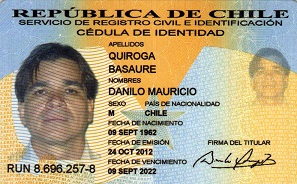 REPÚBLICA DE CHILE
SERVICIO DE REGISTRO CIVIL E IDENTIFICACIÓN
CÉDULA DE IDENTIDAD
APELLIDOS
QUIROGA
BASAURE
NOMBRES
DANILO MAURICIO
SEXO PAÍS DE NACIONALIDAD
M CHILE
FECHA DE NACIMIENTO
09 SEPT 1962
FECHA DE EMISIÓN FIRMA DEL TITULAR
24 OCT 2012
FECHA DE VENCIMIENTO
09 SEPT 2022
RUN 8.696.257-8